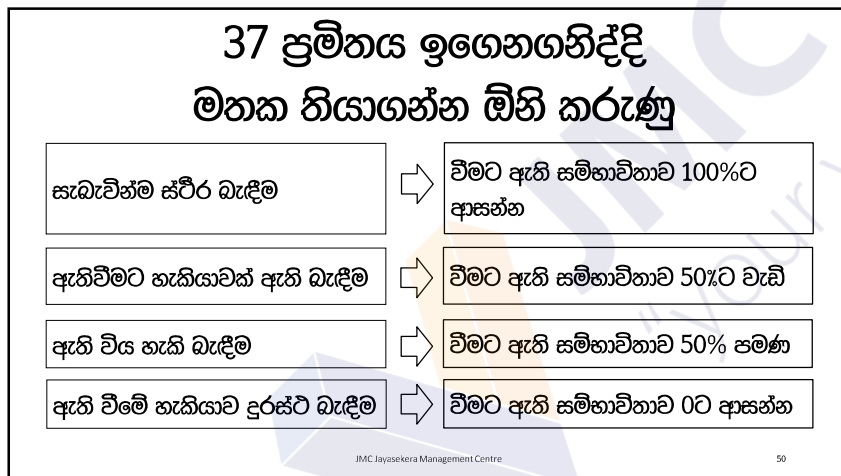 37 ප්‍රමිතය ඉගෙනගනිද්දි
මතක තියාගන්න ඕනි කරුණු
සැබැවින්ම ස්ථිර බැඳීම
වීමට ඇති සම්භාවිතාව 100%ට
ආසන්න
ඇතිවීමට හැකියාවක් ඇති බැඳීම
වීමට ඇති සම්භාවිතාව 50%ට වැඩි
ඇති විය හැකි බැඳීම
වීමට ඇති සම්භාවිතාව 50% පමණ
ඇති වීමේ හැකියාව දුරස්ථ බැඳීම
වීමට ඇති සම්භාවිතාව 0ට ආසන්න
JMC Jayasekera Management Centre
50
JMC
"your